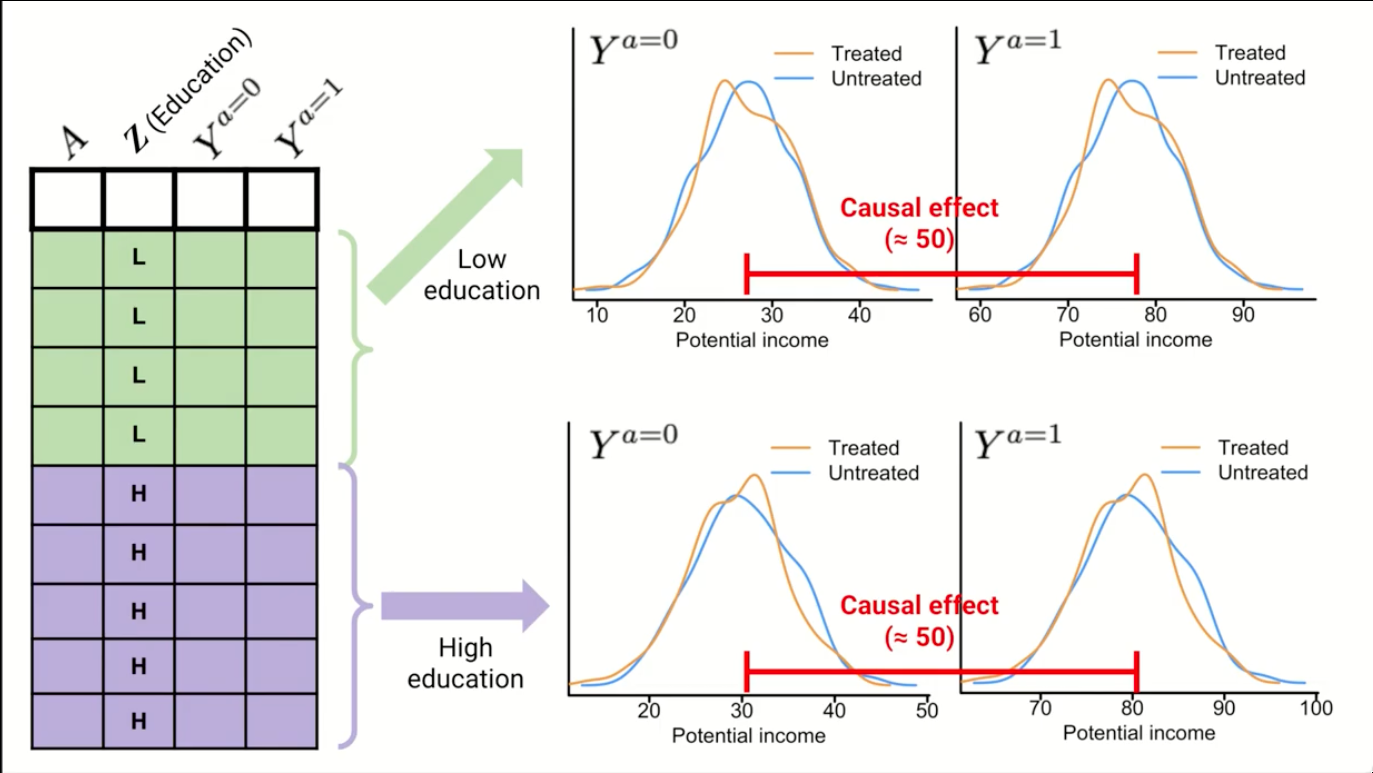 A
Z (Education)
Y^{a=0}
Y^{a=1}
L
L
L
L
H
H
H
H
H
Low
education
High
education
Y^{a=0}
Treated
Untreated
10 20 30 40
Potential income
Y^{a=1}
Treated
Untreated
60 70 80 90
Potential income
Causal effect
(≈ 50)
Y^{a=0}
Treated
Untreated
20 30 40 50
Potential income
Y^{a=1}
Treated
Untreated
70 80 90 100
Potential income
Causal effect
(≈ 50)